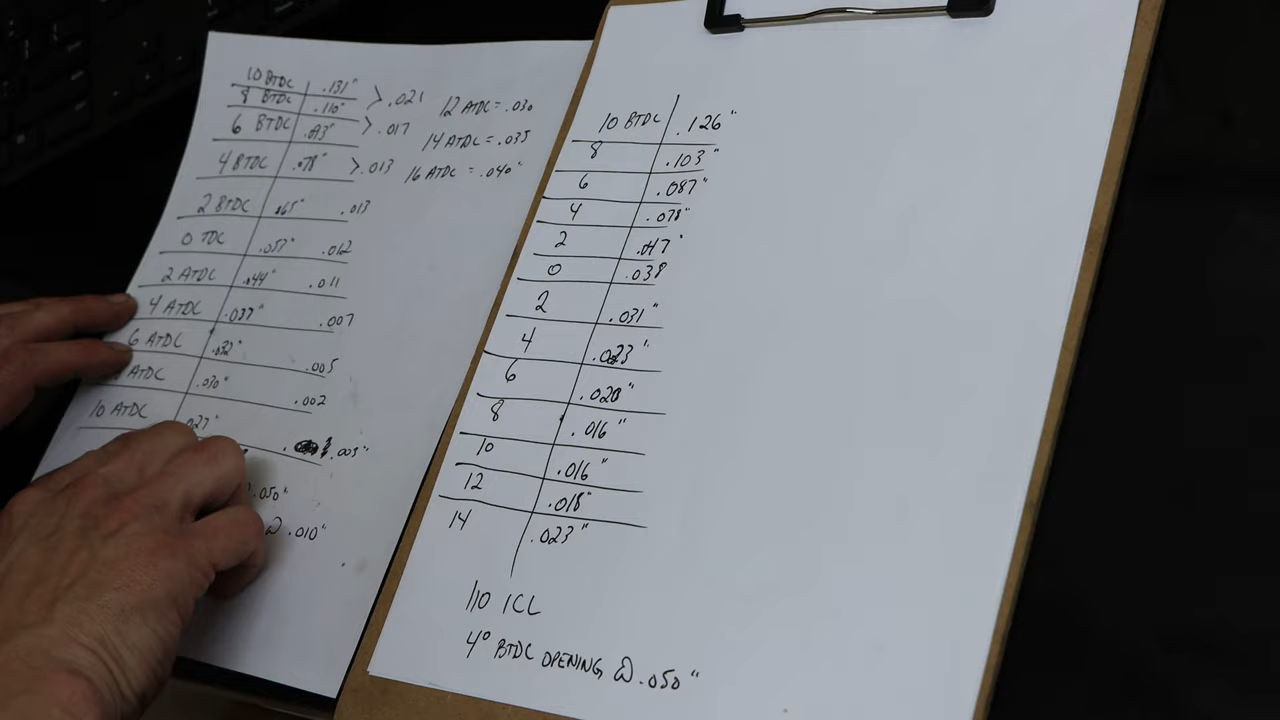 10 BTDC .131"
8 BTDC .110" > .021 12 ATDC = .030
6 BTDC .093" > .017 14 ATDC = .035
4 BTDC .078" > .013 16 ATDC = .040"
2 BTDC .065" .013
0 TDC .053" .012
2 ATDC .044" .011
4 ATDC .037" .007
6 ATDC .032" .005
ATDC .030" .002
10 ATDC .027" .003"
.050"
@ .010"
10 BTDC .126"
8 .103"
6 .087"
4 .078"
2 .047"
0 .038
2 .031"
4 .023"
6 .020"
8 .016"
10 .016"
12 .018"
14 .023"
110 ICL
4° BTDC OPENING @ .050"